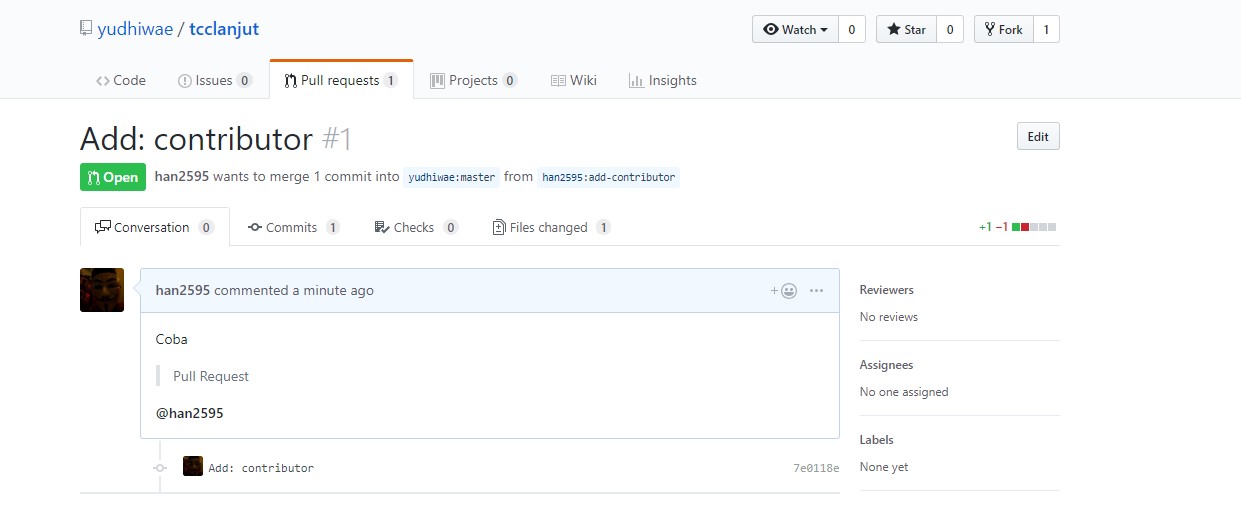 yudhiwae / tcclanjut
Watch 0 Star 0 Fork 1
Code Issues 0 Pull requests 1 Projects 0 Wiki Insights
Add: contributor #1
Edit
Open han2595 wants to merge 1 commit into yudhiwae:master from han2595:add-contributor
Conversation 0 Commits 1 Checks 0 Files changed 1 +1 −1
han2595 commented a minute ago
Coba
Pull Request
@han2595
Add: contributor 7e0118e
Reviewers
No reviews
Assignees
No one assigned
Labels
None yet